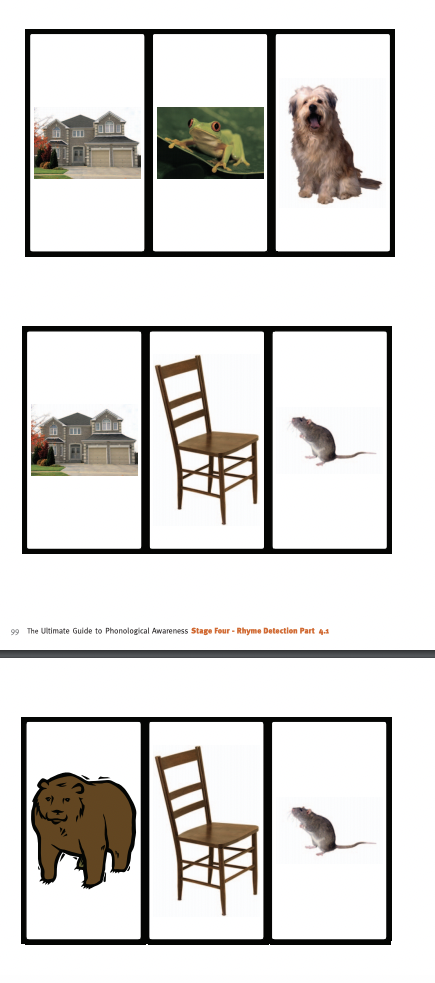 99 The Ultimate Guide to Phonological Awareness Stage Four - Rhyme Detection Part 4.1